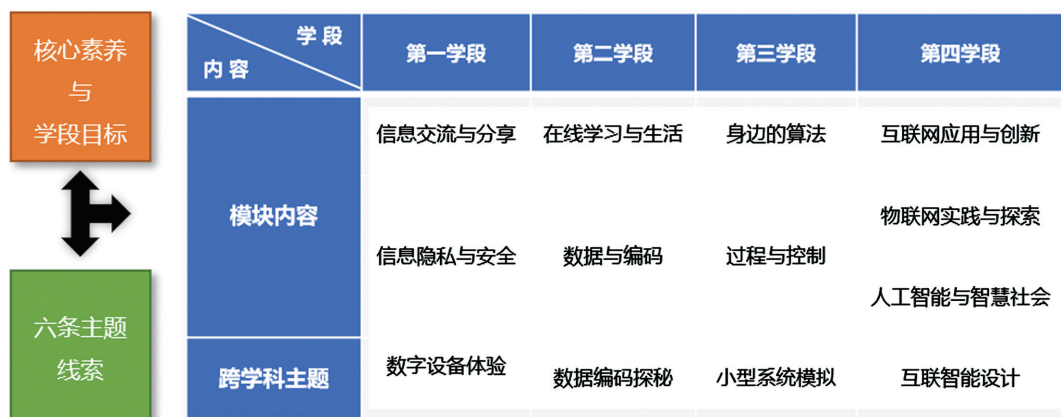 核心素养
与
学段目标
六条主题
线索
学段
内容
第一学段
第二学段
第三学段
第四学段
模块内容
信息交流与分享
在线学习与生活
身边的算法
互联网应用与创新
物联网实践与探索
信息隐私与安全
数据与编码
过程与控制
人工智能与智慧社会
跨学科主题
数字设备体验
数据编码探秘
小型系统模拟
互联智能设计